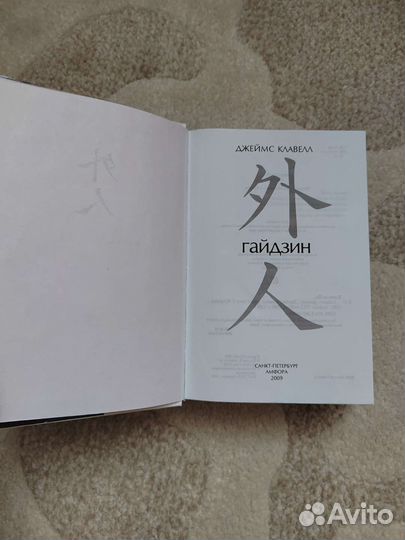 ДЖЕЙМС КЛАВЕЛЛ
外
гайдзин
人
САНКТ-ПЕТЕРБУРГ
АМФОРА
2009
Avito